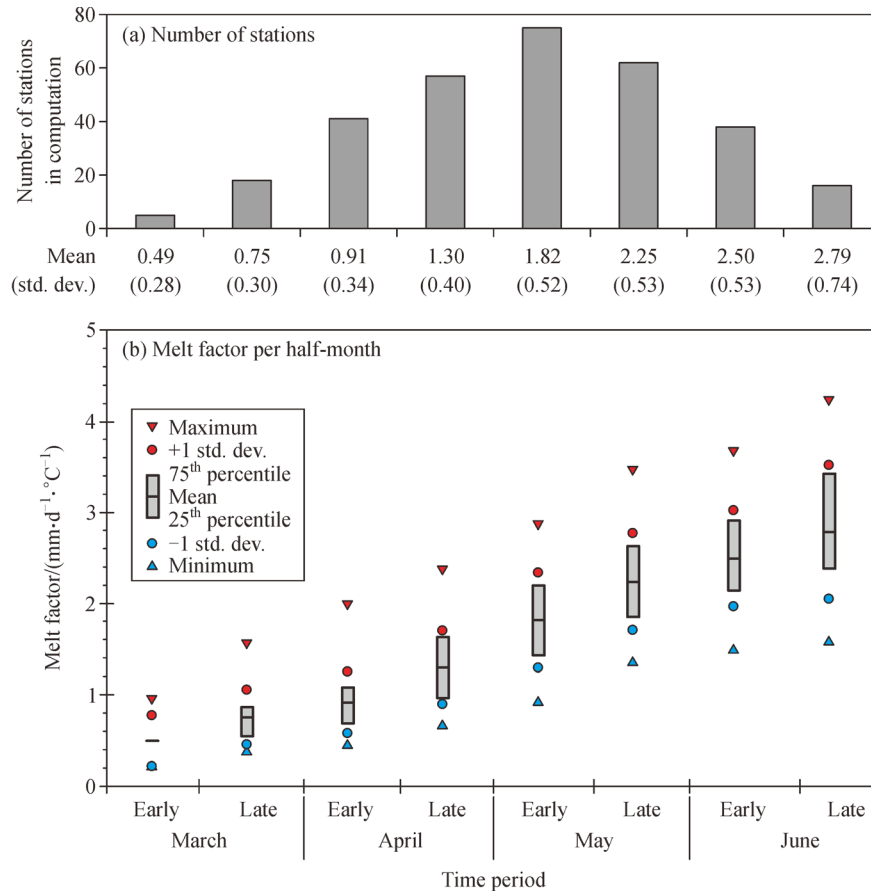 (a) Number of stations
Number of stations
in computation
80
60
40
20
0
Mean 0.49 0.75 0.91 1.30 1.82 2.25 2.50 2.79
(std. dev.) (0.28) (0.30) (0.34) (0.40) (0.52) (0.53) (0.53) (0.74)
(b) Melt factor per half-month
Melt factor/(mm·d⁻¹·°C⁻¹)
5
4
3
2
1
0
Maximum
+1 std. dev.
75th percentile
Mean
25th percentile
−1 std. dev.
Minimum
Early Late Early Late Early Late Early Late
March April May June
Time period